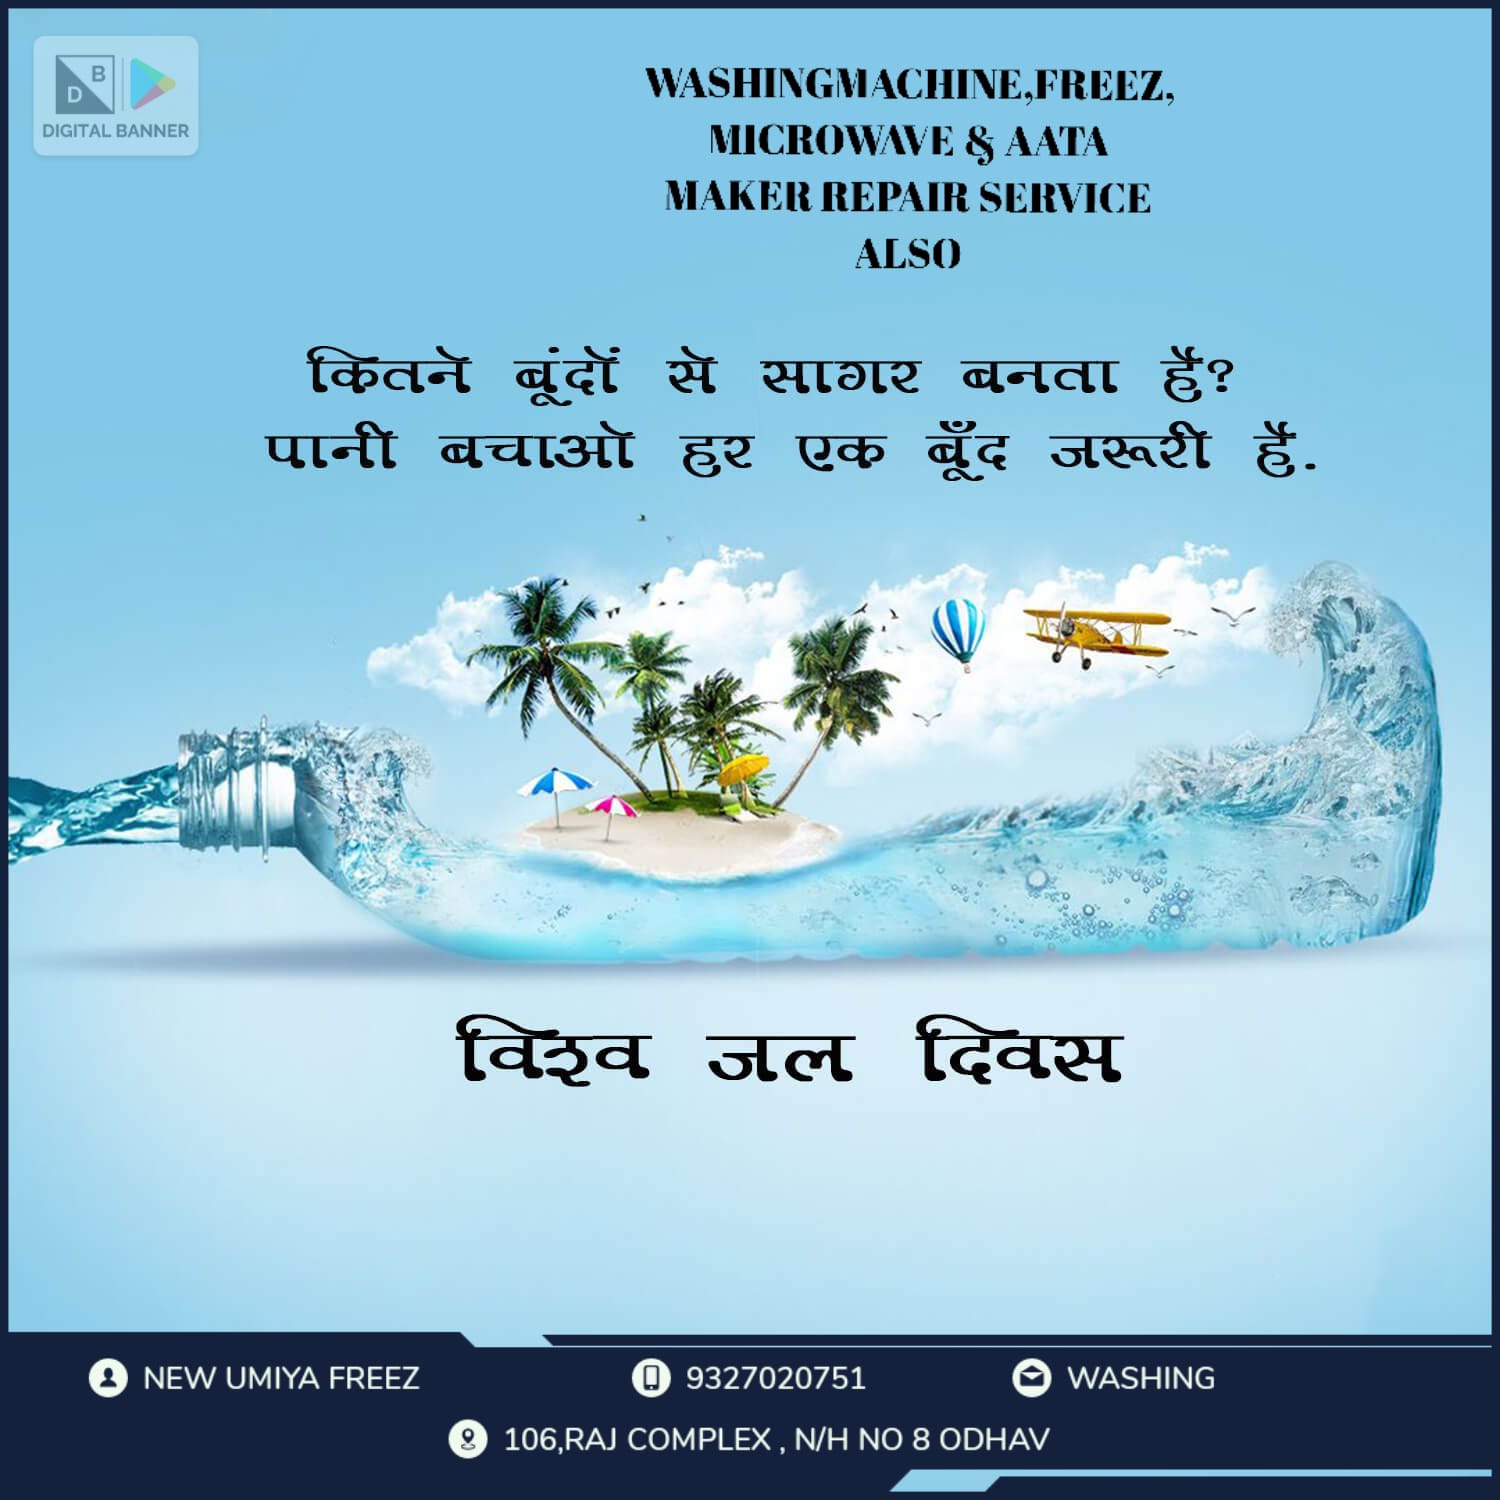 B
D
DIGITAL BANNER
WASHINGMACHINE,FREEZ,
MICROWAVE & AATA
MAKER REPAIR SERVICE
ALSO
कितने बूंदों से सागर बनता है?
पानी बचाओ हर एक बूँद जरूरी है.
विश्व जल दिवस
NEW UMIYA FREEZ
9327020751
WASHING
106,RAJ COMPLEX , N/H NO 8 ODHAV